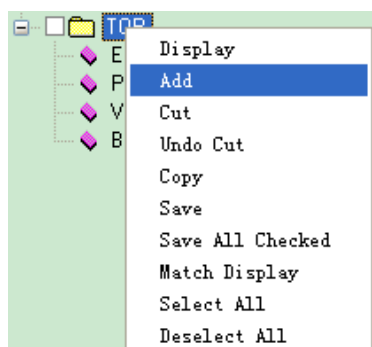 TOP
E
Display
P
Add
V
Cut
B
Undo Cut
Copy
Save
Save All Checked
Match Display
Select All
Deselect All